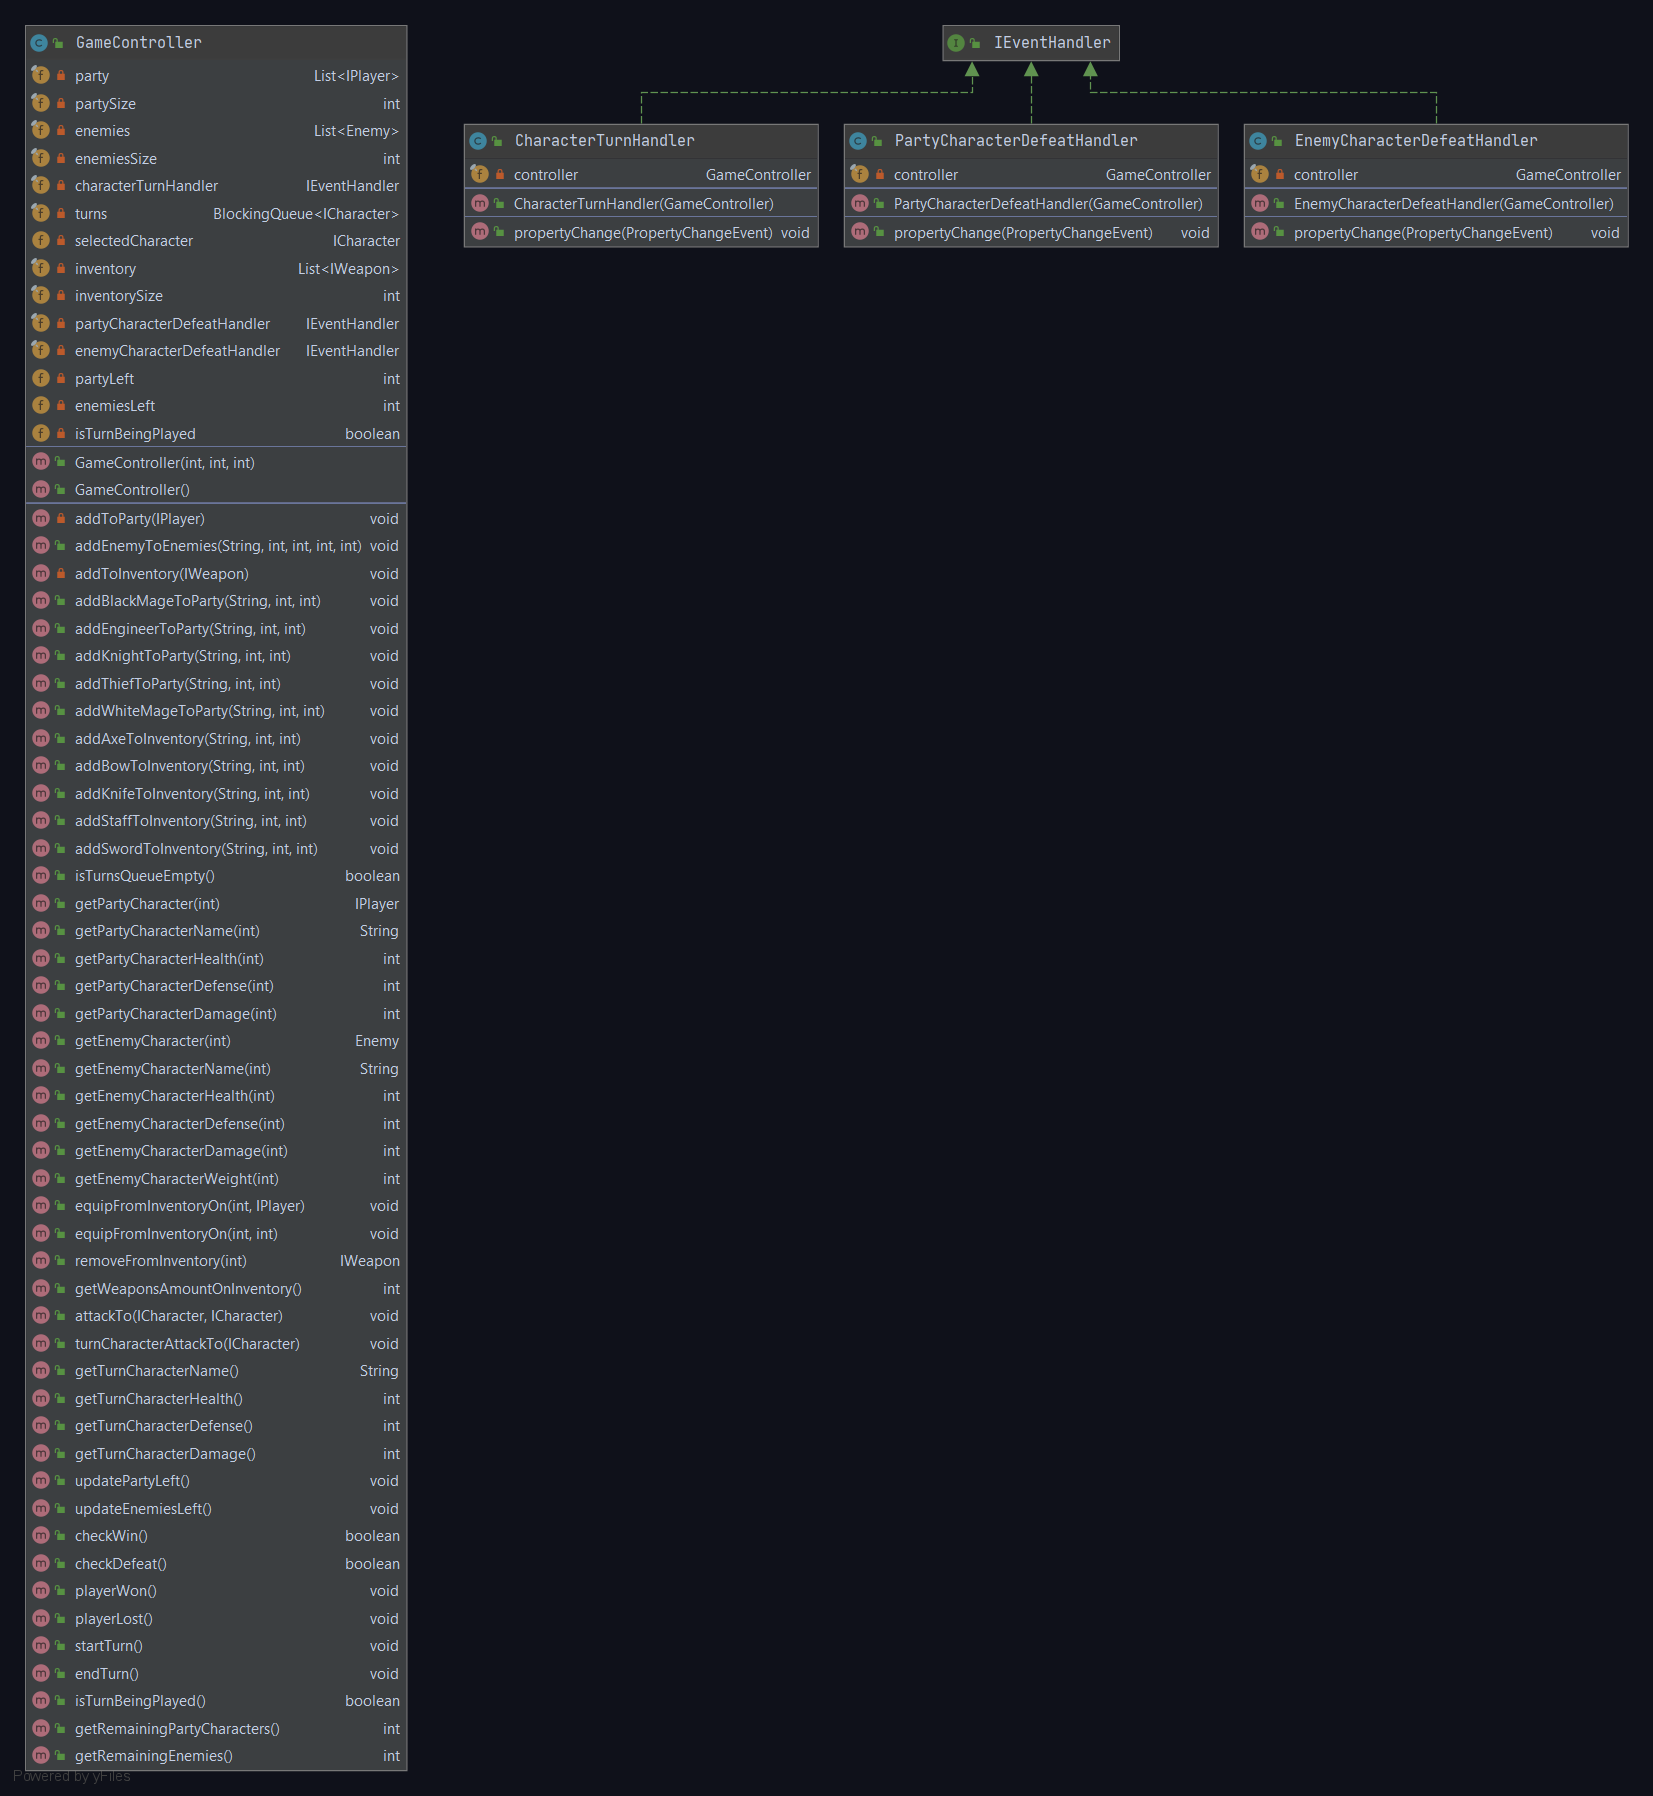 GameController
party List<IPlayer>
partySize int
enemies List<Enemy>
enemiesSize int
characterTurnHandler IEventHandler
turns BlockingQueue<ICharacter>
selectedCharacter ICharacter
inventory List<IWeapon>
inventorySize int
partyCharacterDefeatHandler IEventHandler
enemyCharacterDefeatHandler IEventHandler
partyLeft int
enemiesLeft int
isTurnBeingPlayed boolean
GameController(int, int, int)
GameController()
addToParty(IPlayer) void
addEnemyToEnemies(String, int, int, int, int) void
addToInventory(IWeapon) void
addBlackMageToParty(String, int, int) void
addEngineerToParty(String, int, int) void
addKnightToParty(String, int, int) void
addThiefToParty(String, int, int) void
addWhiteMageToParty(String, int, int) void
addAxeToInventory(String, int, int) void
addBowToInventory(String, int, int) void
addKnifeToInventory(String, int, int) void
addStaffToInventory(String, int, int) void
addSwordToInventory(String, int, int) void
isTurnsQueueEmpty() boolean
getPartyCharacter(int) IPlayer
getPartyCharacterName(int) String
getPartyCharacterHealth(int) int
getPartyCharacterDefense(int) int
getPartyCharacterDamage(int) int
getEnemyCharacter(int) Enemy
getEnemyCharacterName(int) String
getEnemyCharacterHealth(int) int
getEnemyCharacterDefense(int) int
getEnemyCharacterDamage(int) int
getEnemyCharacterWeight(int) int
equipFromInventoryOn(int, IPlayer) void
equipFromInventoryOn(int, int) void
removeFromInventory(int) IWeapon
getWeaponsAmountOnInventory() int
attackTo(ICharacter, ICharacter) void
turnCharacterAttackTo(ICharacter) void
getTurnCharacterName() String
getTurnCharacterHealth() int
getTurnCharacterDefense() int
getTurnCharacterDamage() int
updatePartyLeft() void
updateEnemiesLeft() void
checkWin() boolean
checkDefeat() boolean
playerWon() void
playerLost() void
startTurn() void
endTurn() void
isTurnBeingPlayed() boolean
getRemainingPartyCharacters() int
getRemainingEnemies() int
Powered by yFiles
IEventHandler
CharacterTurnHandler
controller GameController
CharacterTurnHandler(GameController)
propertyChange(PropertyChangeEvent) void
PartyCharacterDefeatHandler
controller GameController
PartyCharacterDefeatHandler(GameController)
propertyChange(PropertyChangeEvent) void
EnemyCharacterDefeatHandler
controller GameController
EnemyCharacterDefeatHandler(GameController)
propertyChange(PropertyChangeEvent) void